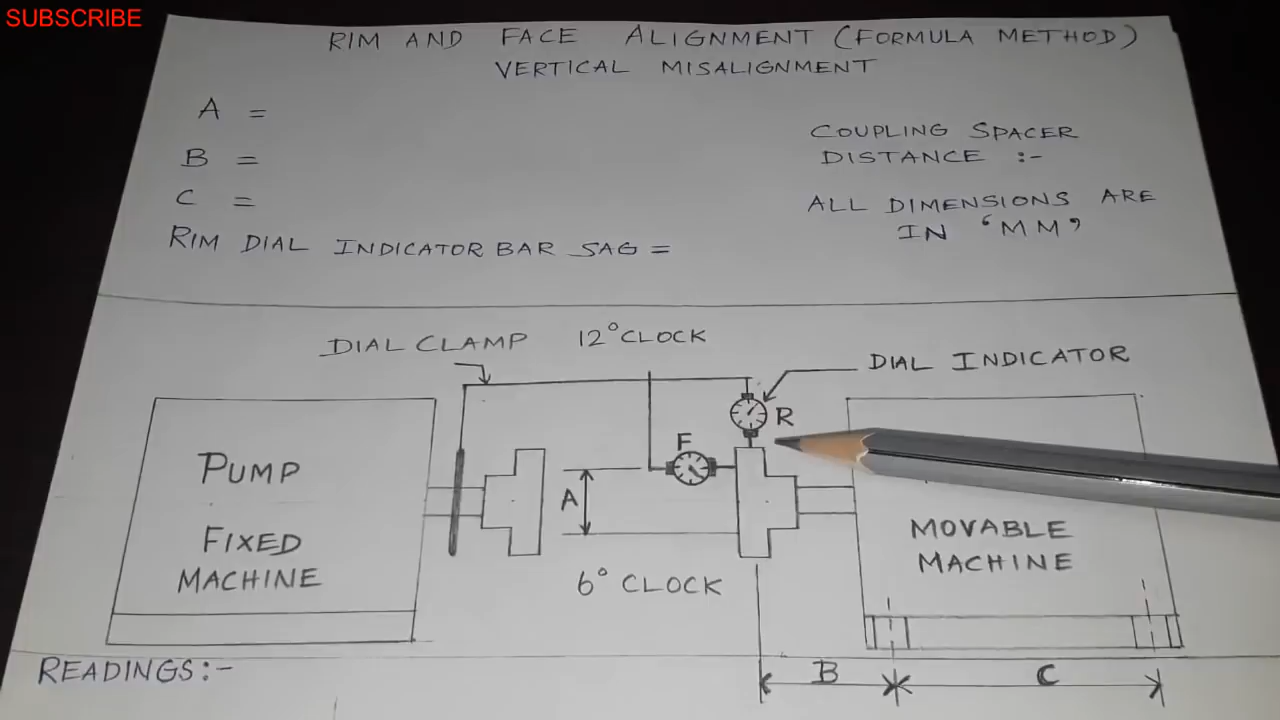 SUBSCRIBE
RIM AND FACE ALIGNMENT (FORMULA METHOD)
VERTICAL MISALIGNMENT
A =
B =
C =
RIM DIAL INDICATOR BAR SAG =
COUPLING SPACER
DISTANCE :-
ALL DIMENSIONS ARE
IN 'MM'
DIAL CLAMP
12°CLOCK
DIAL INDICATOR
R
F
A
PUMP
FIXED
MACHINE
MOVABLE
MACHINE
6° CLOCK
B
C
READINGS:-